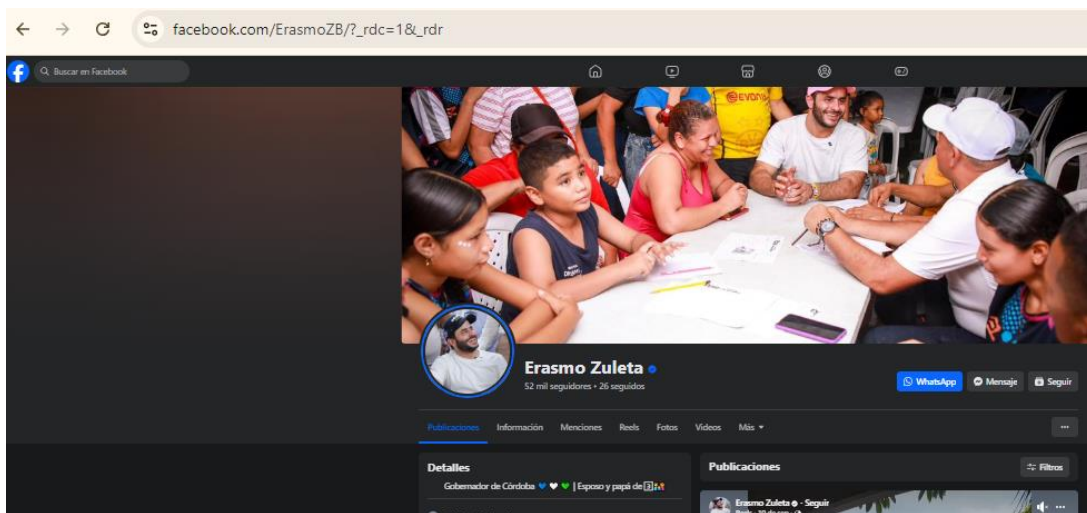 facebook.com/ErasmoZB/?_rdc=1&_rdr
Buscar en Facebook
EVONIK
Erasmo Zuleta
52 mil seguidores • 26 seguidos
WhatsApp
Mensaje
Seguir
Publicaciones Información Menciones Reels Fotos Videos Más
Detalles
Gobernador de Córdoba 💙🤍💚 | Esposo y papá de 3️⃣
Publicaciones
Filtros
Erasmo Zuleta · Seguir